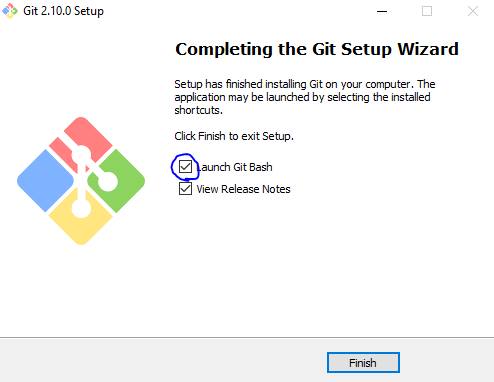 Git 2.10.0 Setup
Completing the Git Setup Wizard
Setup has finished installing Git on your computer. The
application may be launched by selecting the installed
shortcuts.
Click Finish to exit Setup.
Launch Git Bash
View Release Notes
Finish